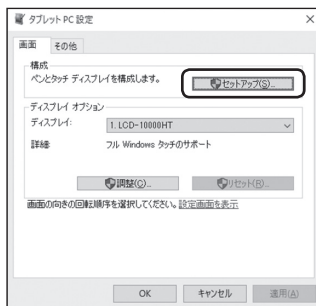 タブレット PC 設定
画面 その他
構成
ペンとタッチ ディスプレイを構成します。 セットアップ(S)...
ディスプレイ オプション
ディスプレイ: 1. LCD-10000HT
詳細: フル Windows タッチのサポート
調整(C)... リセット(R)...
画面の向きの回転順序を選択してください。設定画面を表示
OK キャンセル 適用(A)